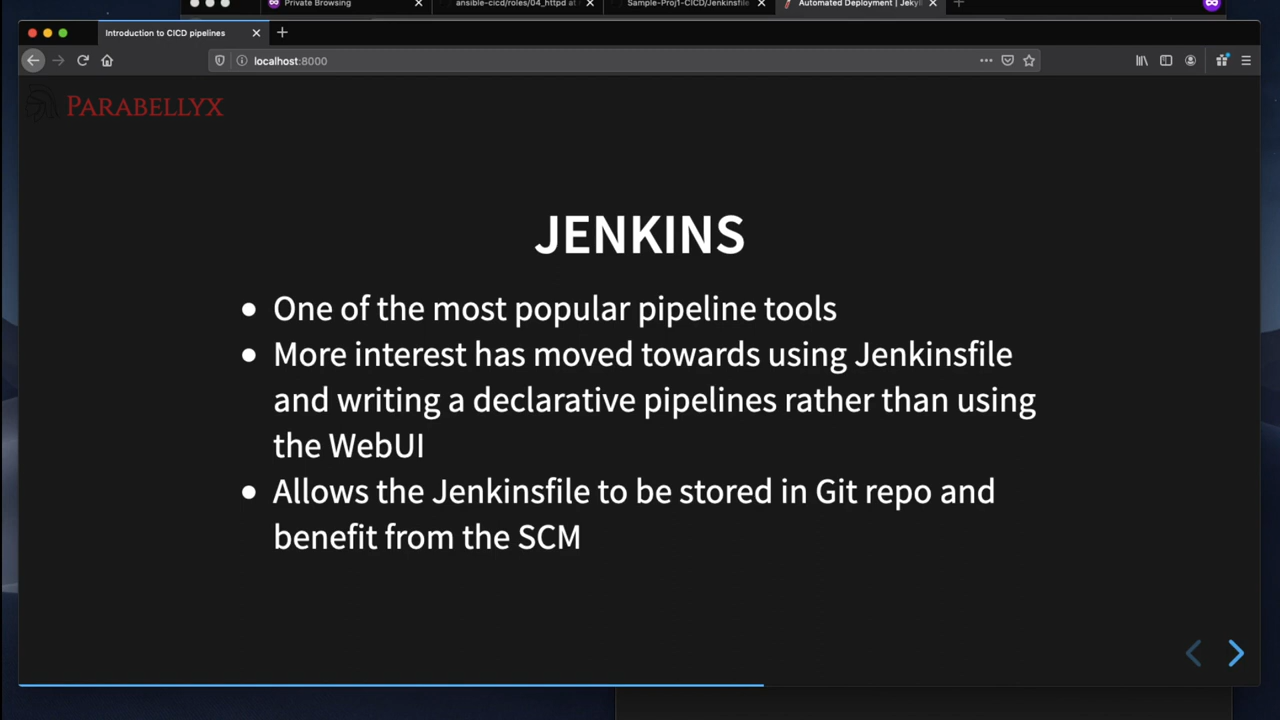 Private Browsing
ansible-cicd/roles/04_httpd at
Sample-Proj1-CICD/Jenkinsfile
Automated Deployment | Jekyl
Introduction to CICD pipelines
localhost:8000
PARABELLYX
JENKINS
One of the most popular pipeline tools
More interest has moved towards using Jenkinsfile
and writing a declarative pipelines rather than using
the WebUI
Allows the Jenkinsfile to be stored in Git repo and
benefit from the SCM